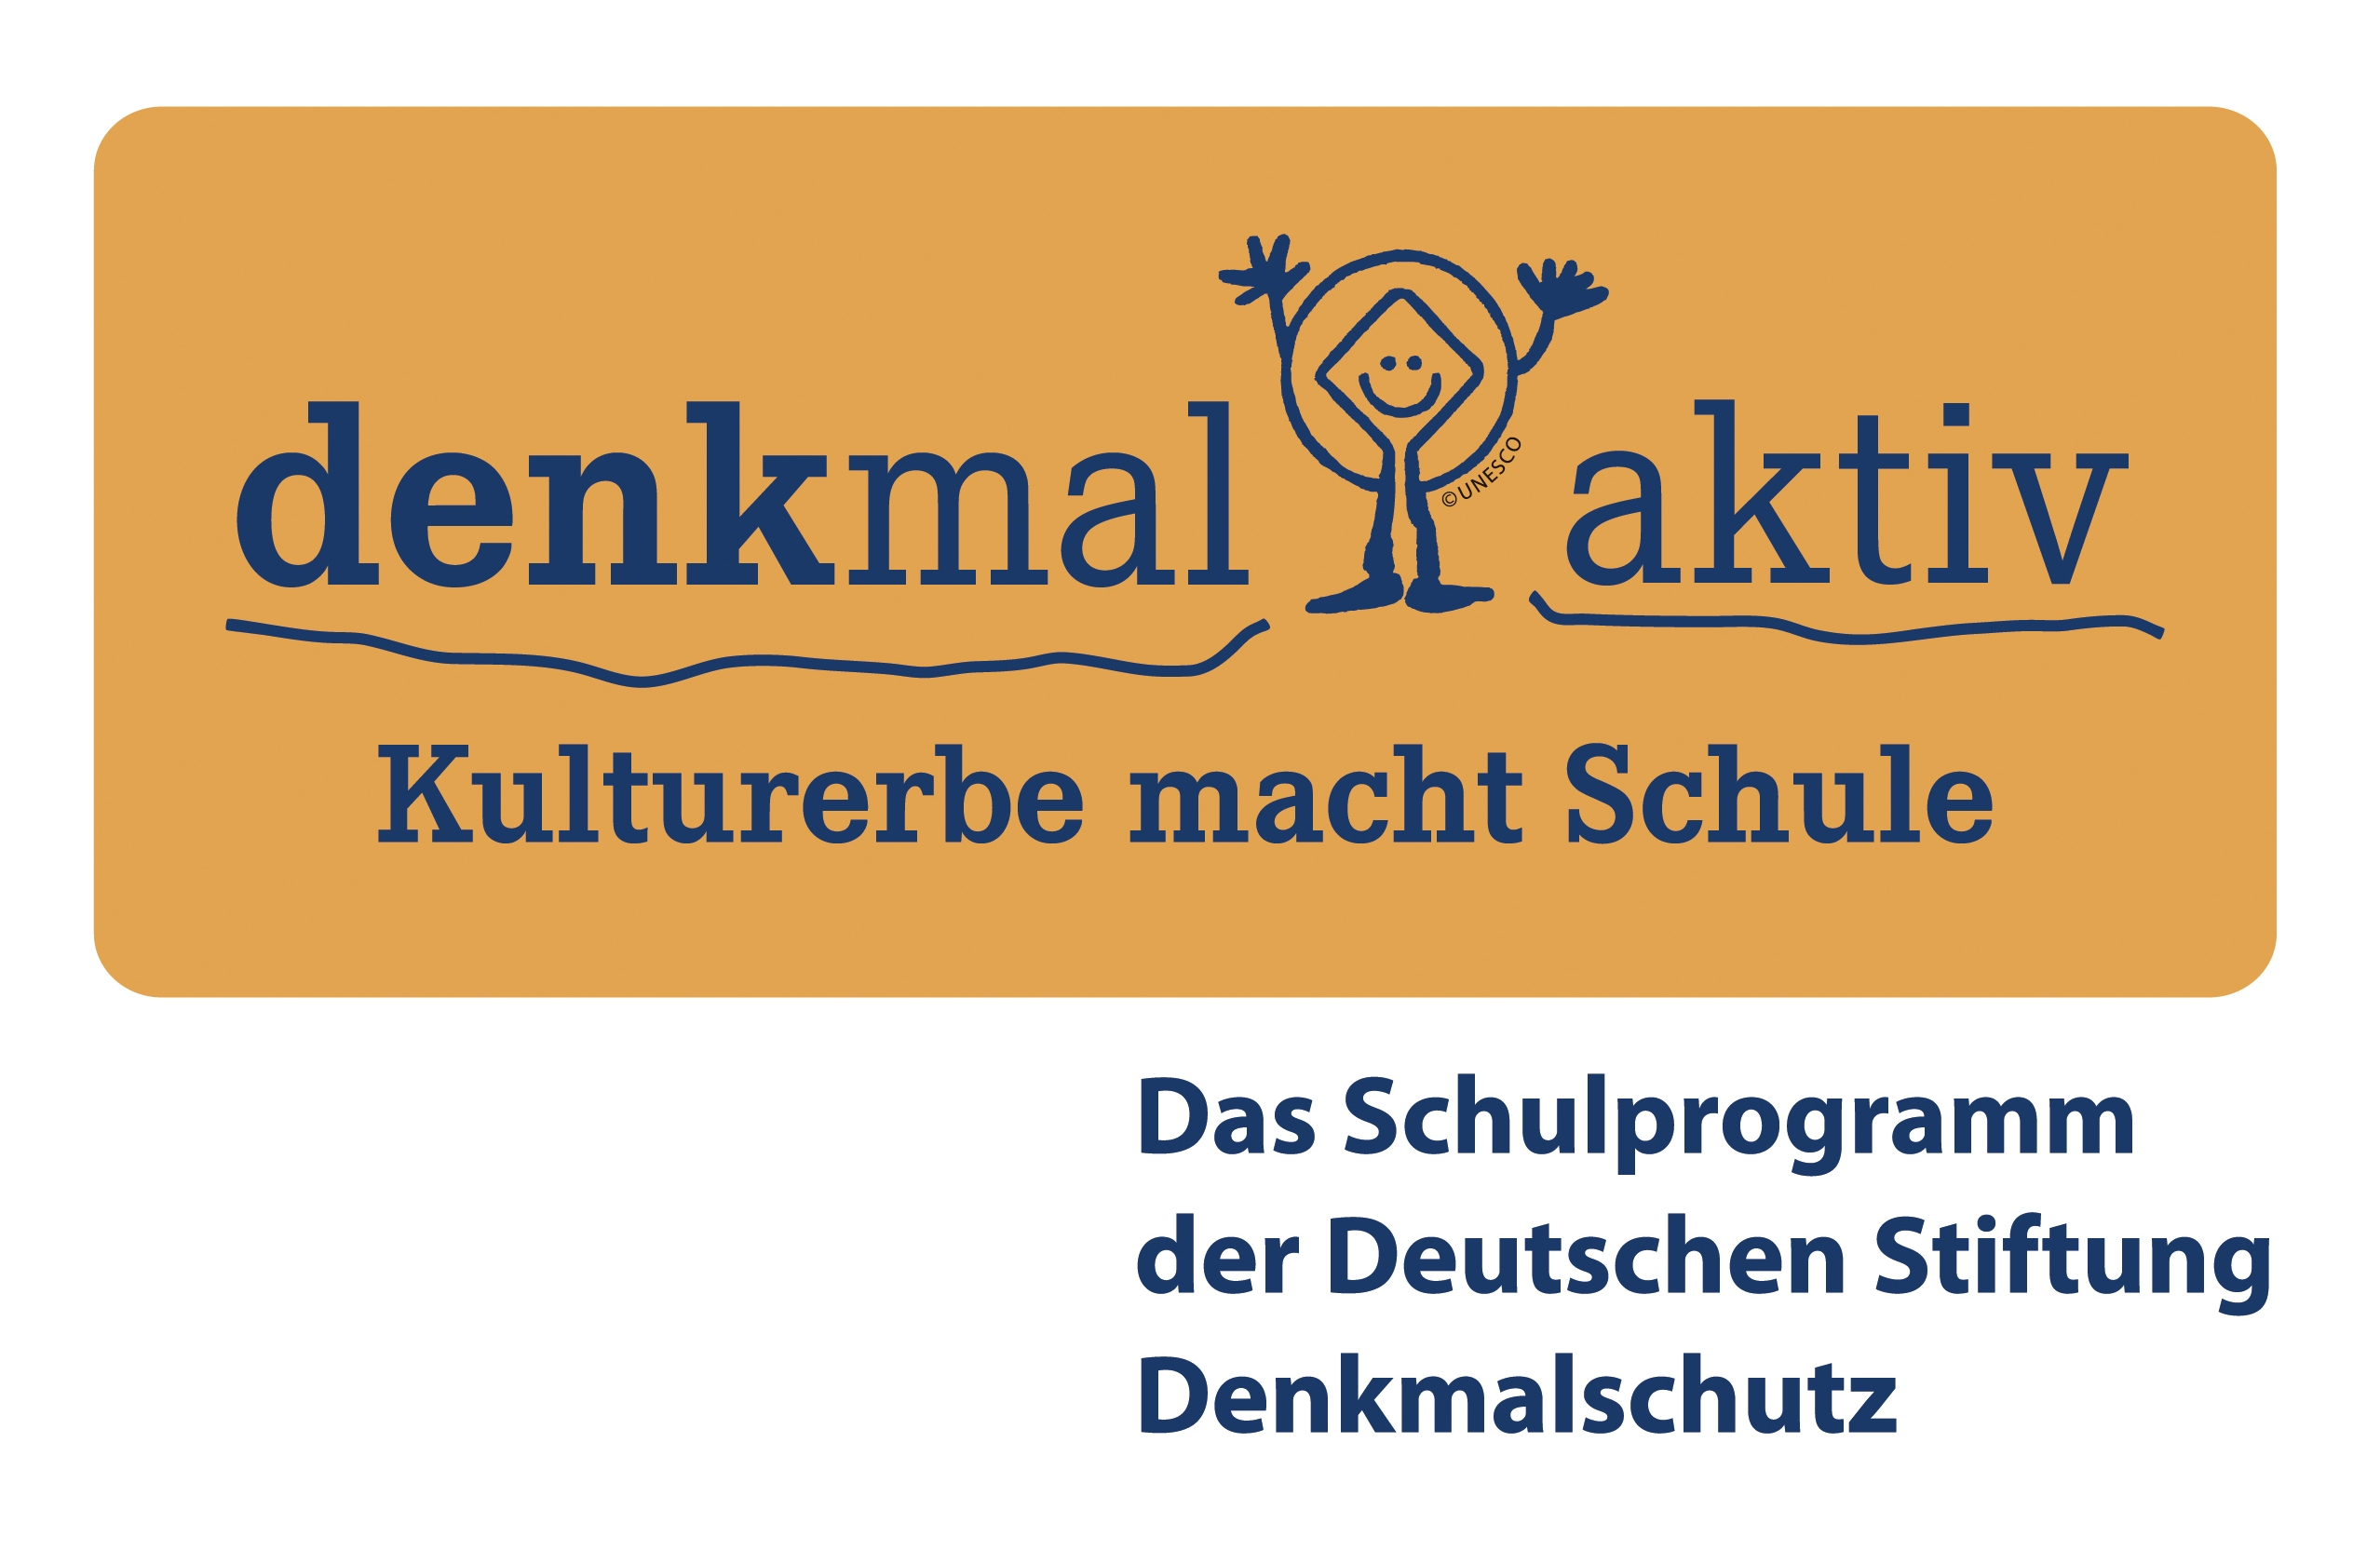 denkmal aktiv
© UNESCO
Kulturerbe macht Schule
Das Schulprogramm
der Deutschen Stiftung
Denkmalschutz